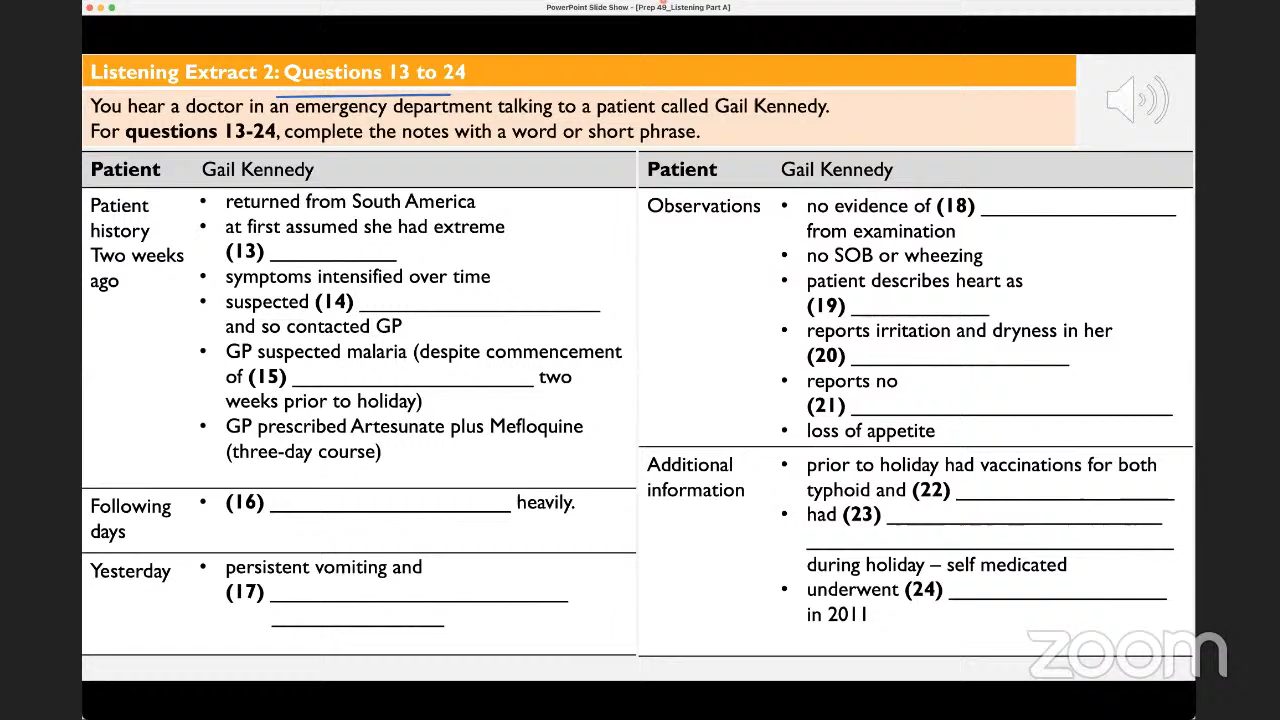 PowerPoint Slide Show - [Prep 49_Listening Part A]
Listening Extract 2: Questions 13 to 24
You hear a doctor in an emergency department talking to a patient called Gail Kennedy.
For questions 13-24, complete the notes with a word or short phrase.
Patient Gail Kennedy
Patient history Two weeks ago
• returned from South America
• at first assumed she had extreme
(13) ____________
• symptoms intensified over time
• suspected (14) ______________________
and so contacted GP
• GP suspected malaria (despite commencement
of (15) ______________________ two
weeks prior to holiday)
• GP prescribed Artesunate plus Mefloquine
(three-day course)
Following days
• (16) ______________________ heavily.
Yesterday
• persistent vomiting and
(17) ___________________________
________________
Patient Gail Kennedy
Observations
• no evidence of (18) __________________
from examination
• no SOB or wheezing
• patient describes heart as
(19) _____________
• reports irritation and dryness in her
(20) ____________________
• reports no
(21) ______________________________
• loss of appetite
Additional information
• prior to holiday had vaccinations for both
typhoid and (22) ____________________
• had (23) _________________________
__________________________________
during holiday – self medicated
• underwent (24) ____________________
in 2011
zoom